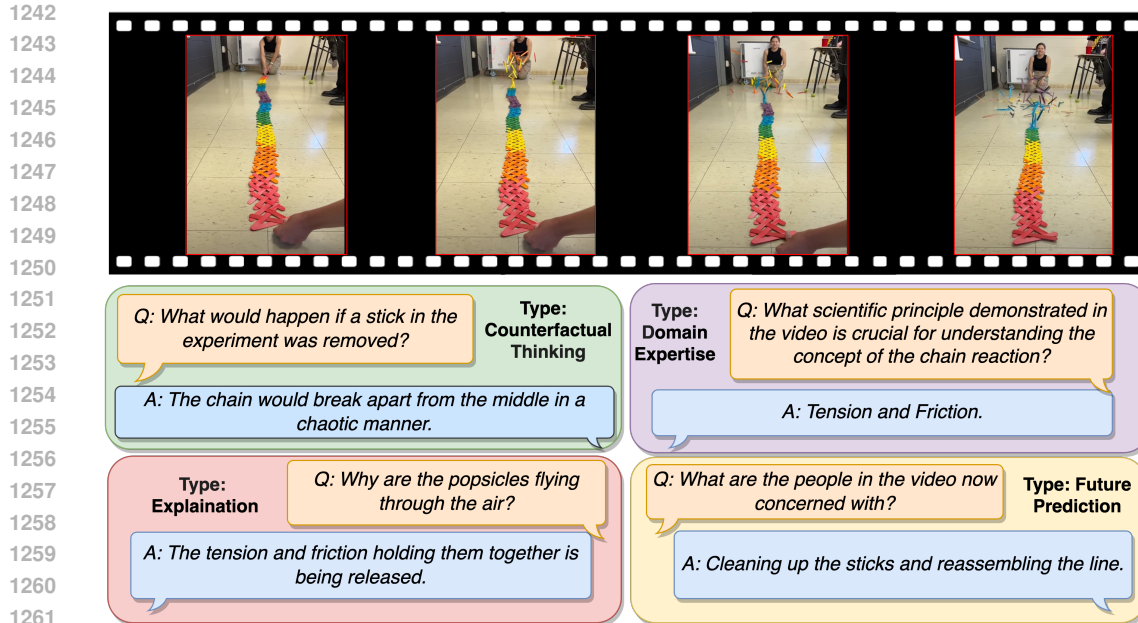 1242
1243
1244
1245
1246
1247
1248
1249
1250
1251
1252
1253
1254
1255
1256
1257
1258
1259
1260
1261
Q: What would happen if a stick in the
experiment was removed?
Type:
Counterfactual
Thinking
A: The chain would break apart from the middle in a
chaotic manner.
Type:
Domain
Expertise
Q: What scientific principle demonstrated in
the video is crucial for understanding the
concept of the chain reaction?
A: Tension and Friction.
Type:
Explaination
Q: Why are the popsicles flying
through the air?
A: The tension and friction holding them together is
being released.
Q: What are the people in the video now
concerned with?
Type: Future
Prediction
A: Cleaning up the sticks and reassembling the line.